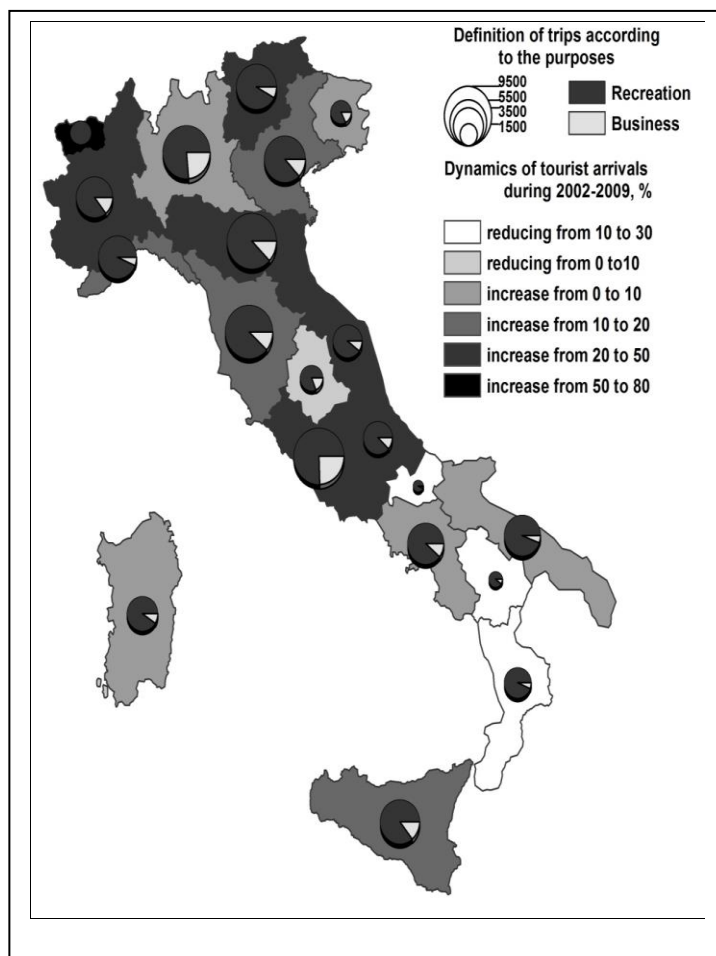 Definition of trips according
to the purposes
9500
5500
3500
1500
Recreation
Business
Dynamics of tourist arrivals
during 2002-2009, %
reducing from 10 to 30
reducing from 0 to10
increase from 0 to 10
increase from 10 to 20
increase from 20 to 50
increase from 50 to 80